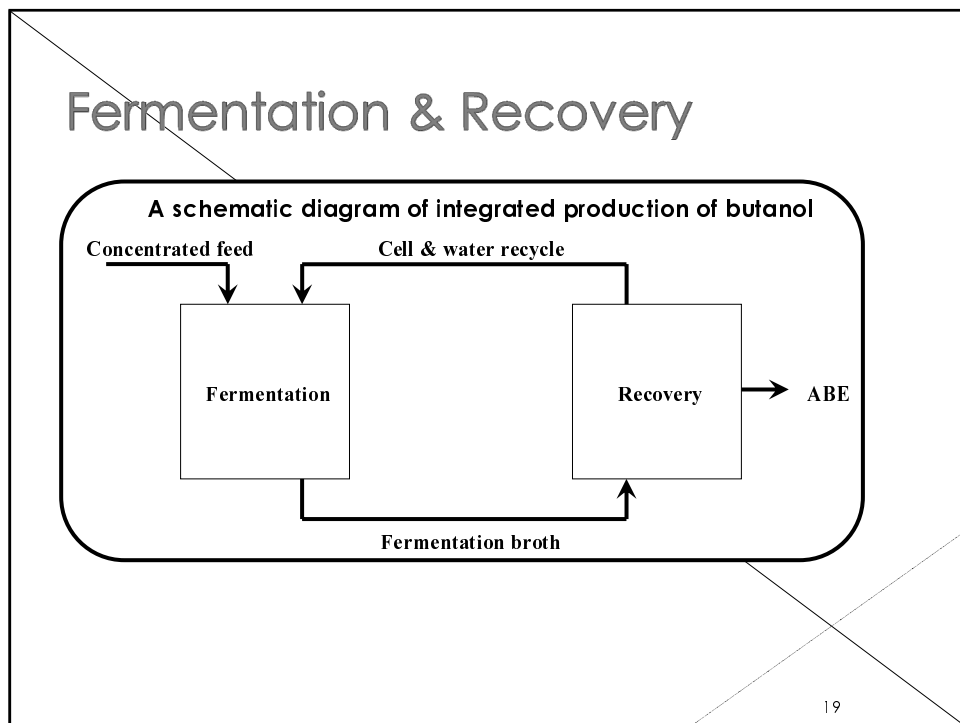 Fermentation & Recovery
A schematic diagram of integrated production of butanol
Concentrated feed
Cell & water recycle
Fermentation
Recovery
ABE
Fermentation broth
19